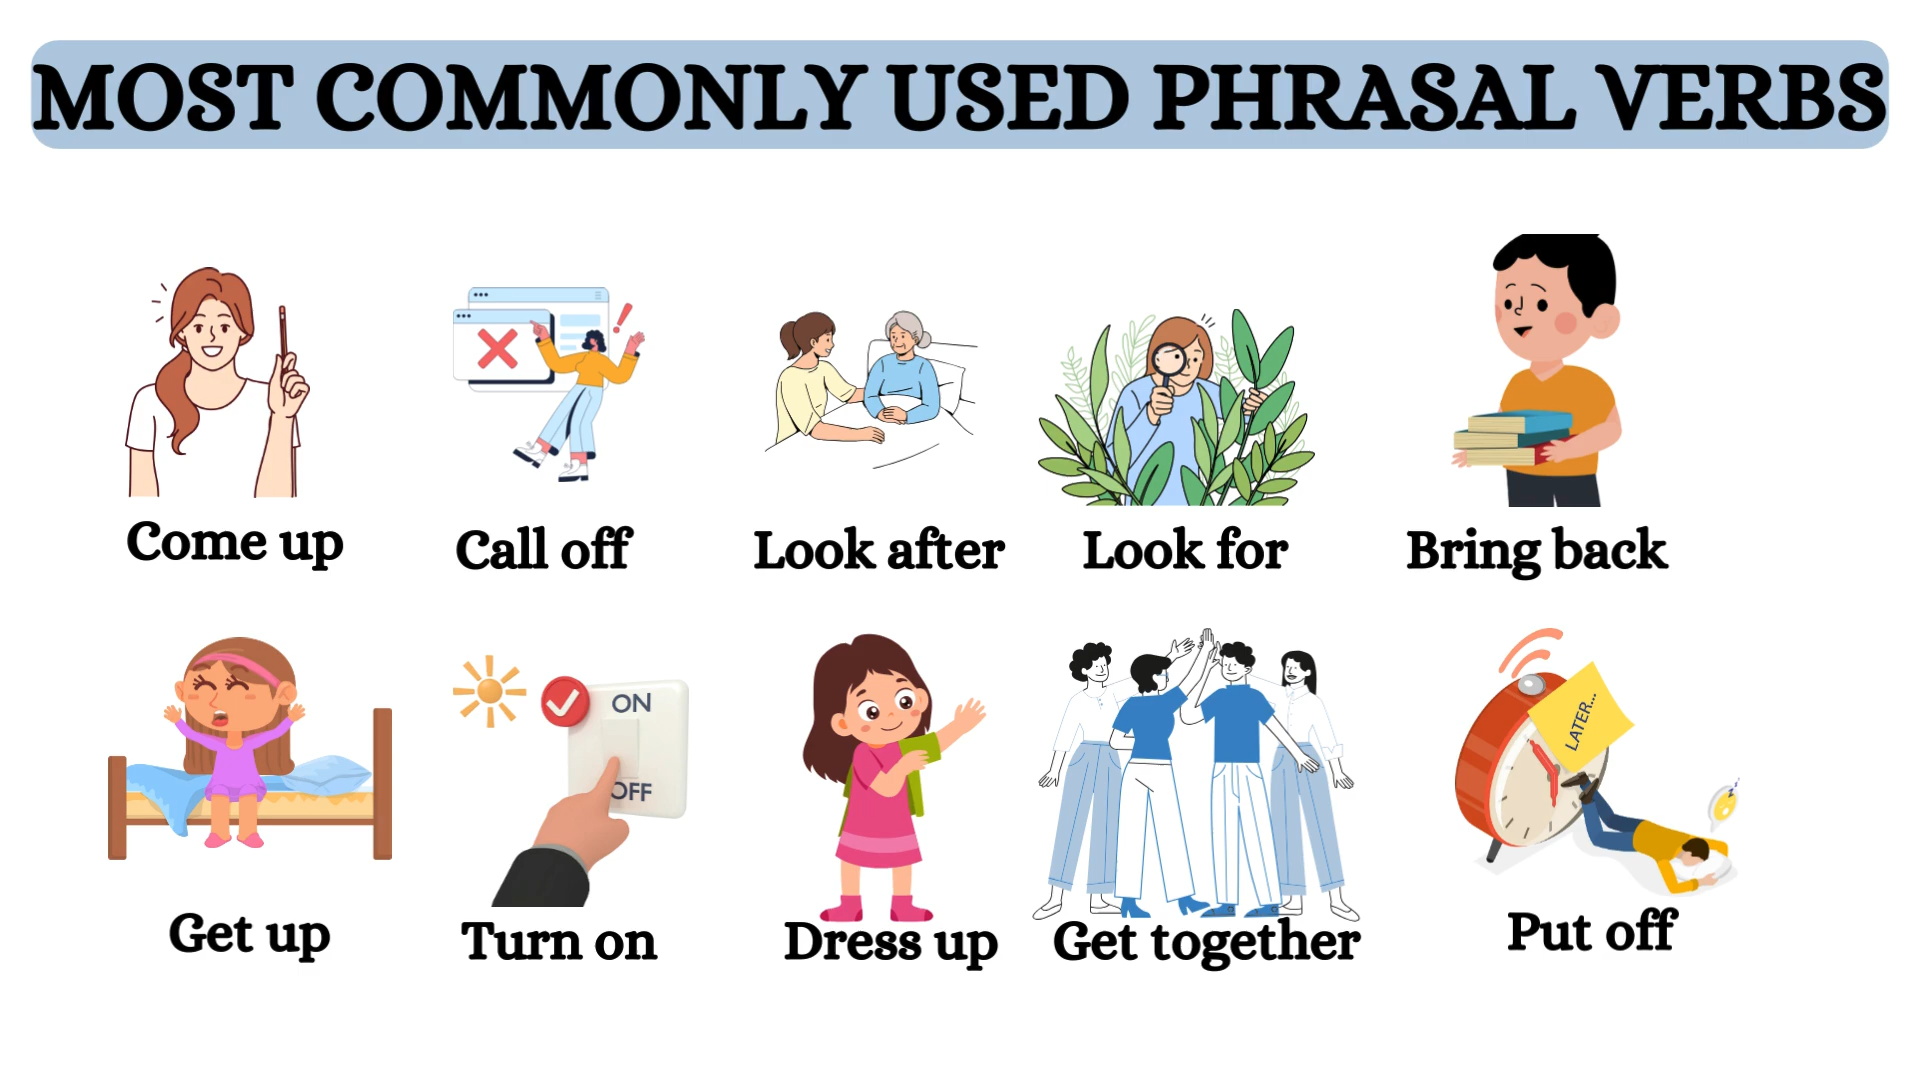 MOST COMMONLY USED PHRASAL VERBS
Come up
Call off
Look after
Look for
Bring back
ON
OFF
LATER...
Get up
Turn on
Dress up
Get together
Put off